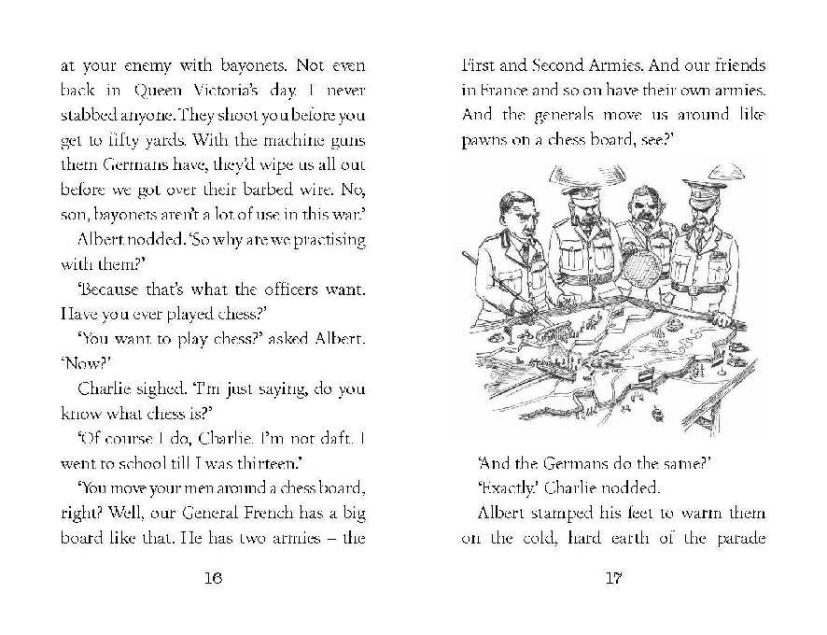 at your enemy with bayonets. Not even
back in Queen Victoria's day. I never
stabbed anyone. They shoot you before you
get to fifty yards. With the machine guns
them Germans have, they'd wipe us all out
before we got over their barbed wire. No,
son, bayonets aren't a lot of use in this war.'
Albert nodded. 'So why are we practising
with them?'
'Because that's what the officers want.
Have you ever played chess?'
'You want to play chess?' asked Albert.
'Now?'
Charlie sighed. 'I'm just saying, do you
know what chess is?'
'Of course I do, Charlie. I'm not daft. I
went to school till I was thirteen.'
'You move your men around a chess board,
right? Well, our General French has a big
board like that. He has two armies – the
16
First and Second Armies. And our friends
in France and so on have their own armies.
And the generals move us around like
pawns on a chess board, see?'
'And the Germans do the same?'
'Exactly.' Charlie nodded.
Albert stamped his feet to warm them
on the cold, hard earth of the parade
17